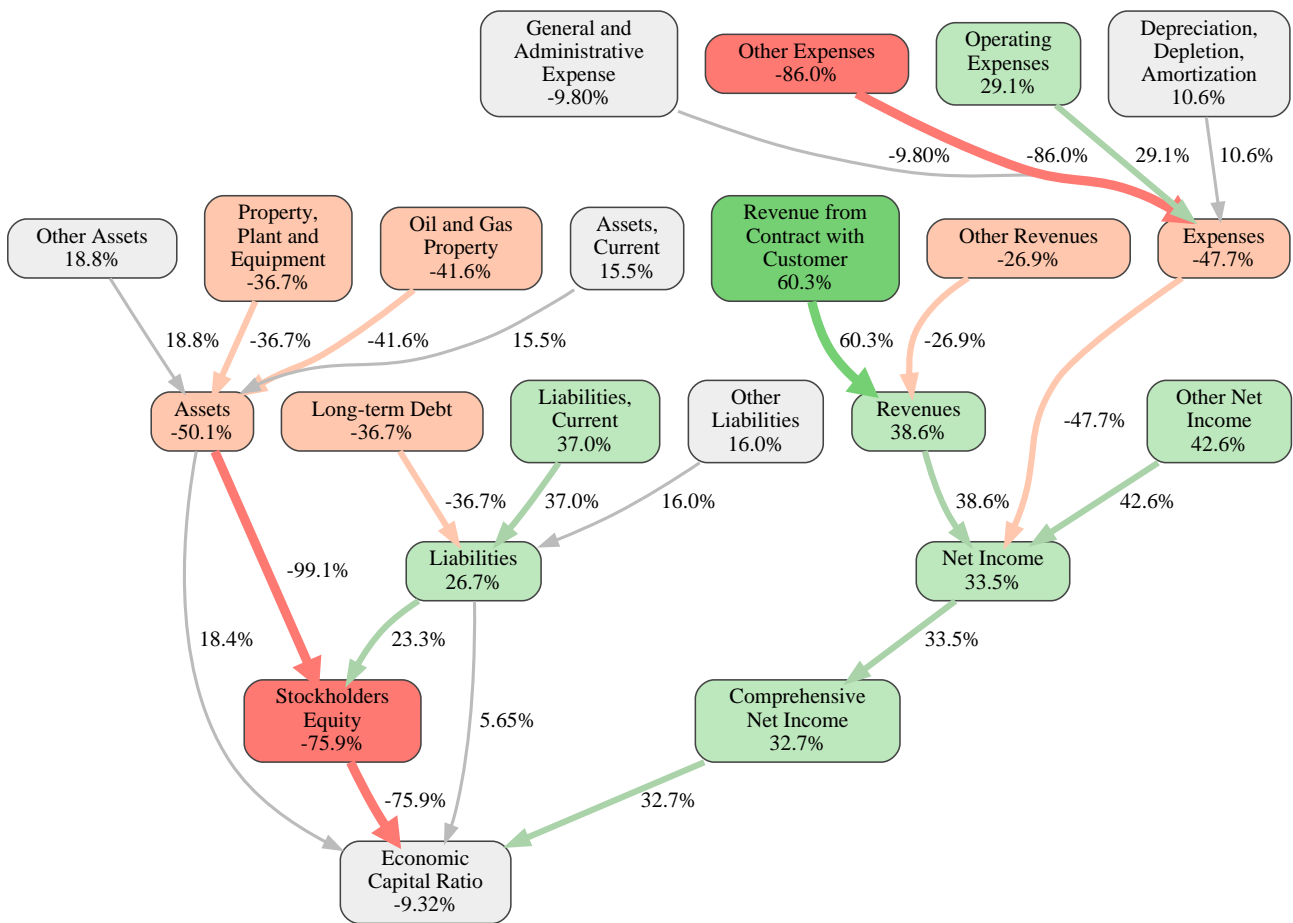 General and
Administrative
Expense
-9.80%
Other Expenses
-86.0%
Operating
Expenses
29.1%
Depreciation,
Depletion,
Amortization
10.6%
-9.80%
-86.0%
29.1%
10.6%
Other Assets
18.8%
Property,
Plant and
Equipment
-36.7%
Oil and Gas
Property
-41.6%
Assets,
Current
15.5%
Revenue from
Contract with
Customer
60.3%
Other Revenues
-26.9%
Expenses
-47.7%
18.8%
-36.7%
-41.6%
15.5%
60.3%
-26.9%
-47.7%
Assets
-50.1%
Long-term Debt
-36.7%
Liabilities,
Current
37.0%
Other
Liabilities
16.0%
Revenues
38.6%
Other Net
Income
42.6%
-36.7%
37.0%
16.0%
38.6%
42.6%
-99.1%
Liabilities
26.7%
Net Income
33.5%
18.4%
23.3%
33.5%
Stockholders
Equity
-75.9%
5.65%
Comprehensive
Net Income
32.7%
-75.9%
32.7%
Economic
Capital Ratio
-9.32%